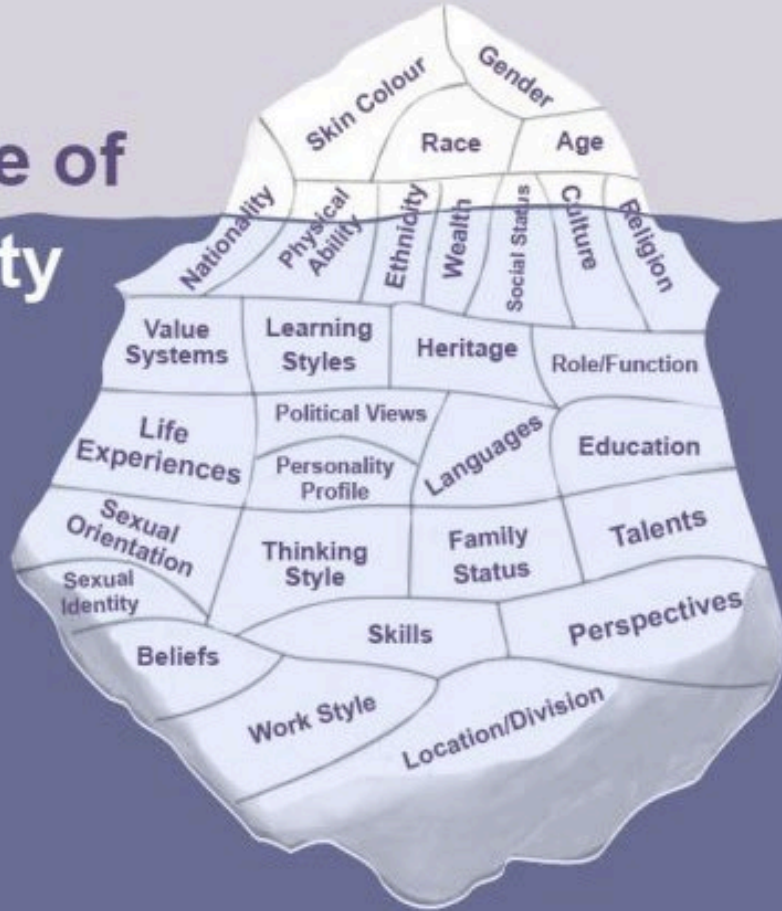 e of
ty
Skin Colour
Gender
Race
Age
Nationality
Physical
Ability
Ethnicity
Wealth
Social Status
Culture
Religion
Value
Systems
Learning
Styles
Heritage
Role/Function
Life
Experiences
Political Views
Personality
Profile
Languages
Education
Sexual
Orientation
Sexual
Identity
Thinking
Style
Family
Status
Talents
Beliefs
Skills
Perspectives
Work Style
Location/Division